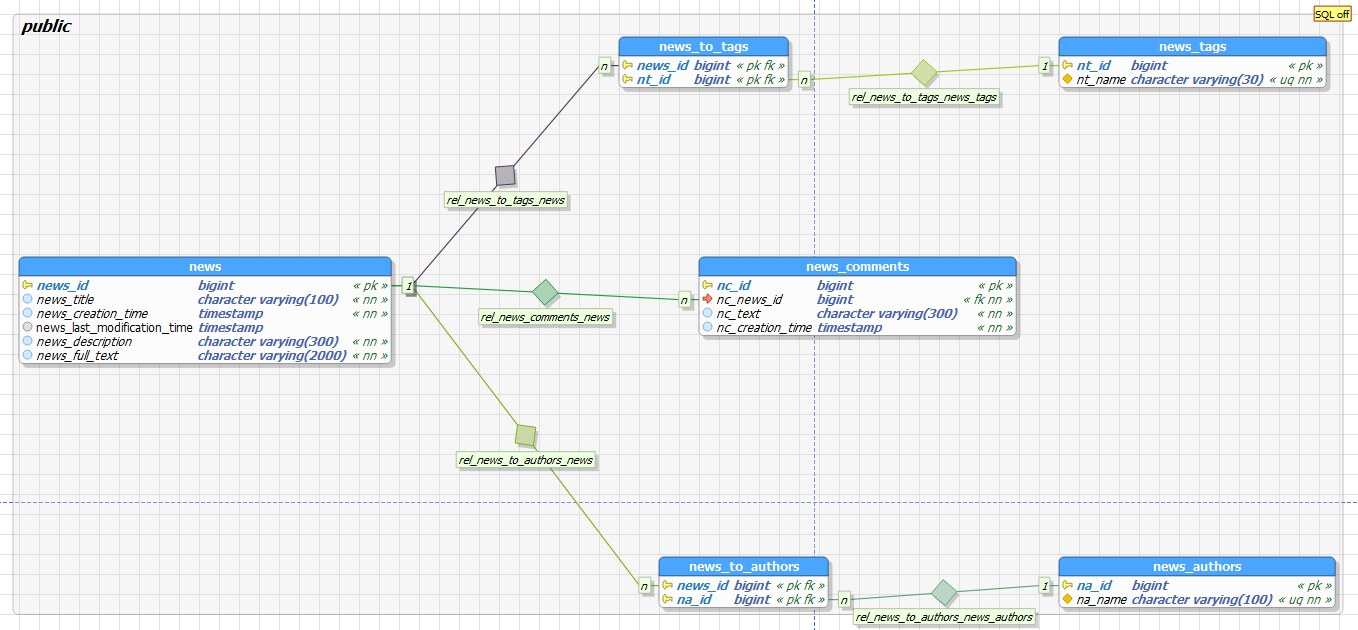 SQL off
public
news_to_tags
news_id bigint « pk fk »
nt_id bigint « pk fk »
n
n
rel_news_to_tags_news_tags
1
news_tags
nt_id bigint « pk »
nt_name character varying(30) « uq nn »
rel_news_to_tags_news
news
news_id bigint « pk »
news_title character varying(100) « nn »
news_creation_time timestamp « nn »
news_last_modification_time timestamp
news_description character varying(300) « nn »
news_full_text character varying(2000) « nn »
1
rel_news_comments_news
n
news_comments
nc_id bigint « pk »
nc_news_id bigint « fk nn »
nc_text character varying(300) « nn »
nc_creation_time timestamp « nn »
rel_news_to_authors_news
n
news_to_authors
news_id bigint « pk fk »
na_id bigint « pk fk »
n
rel_news_to_authors_news_authors
1
news_authors
na_id bigint « pk »
na_name character varying(100) « uq nn »